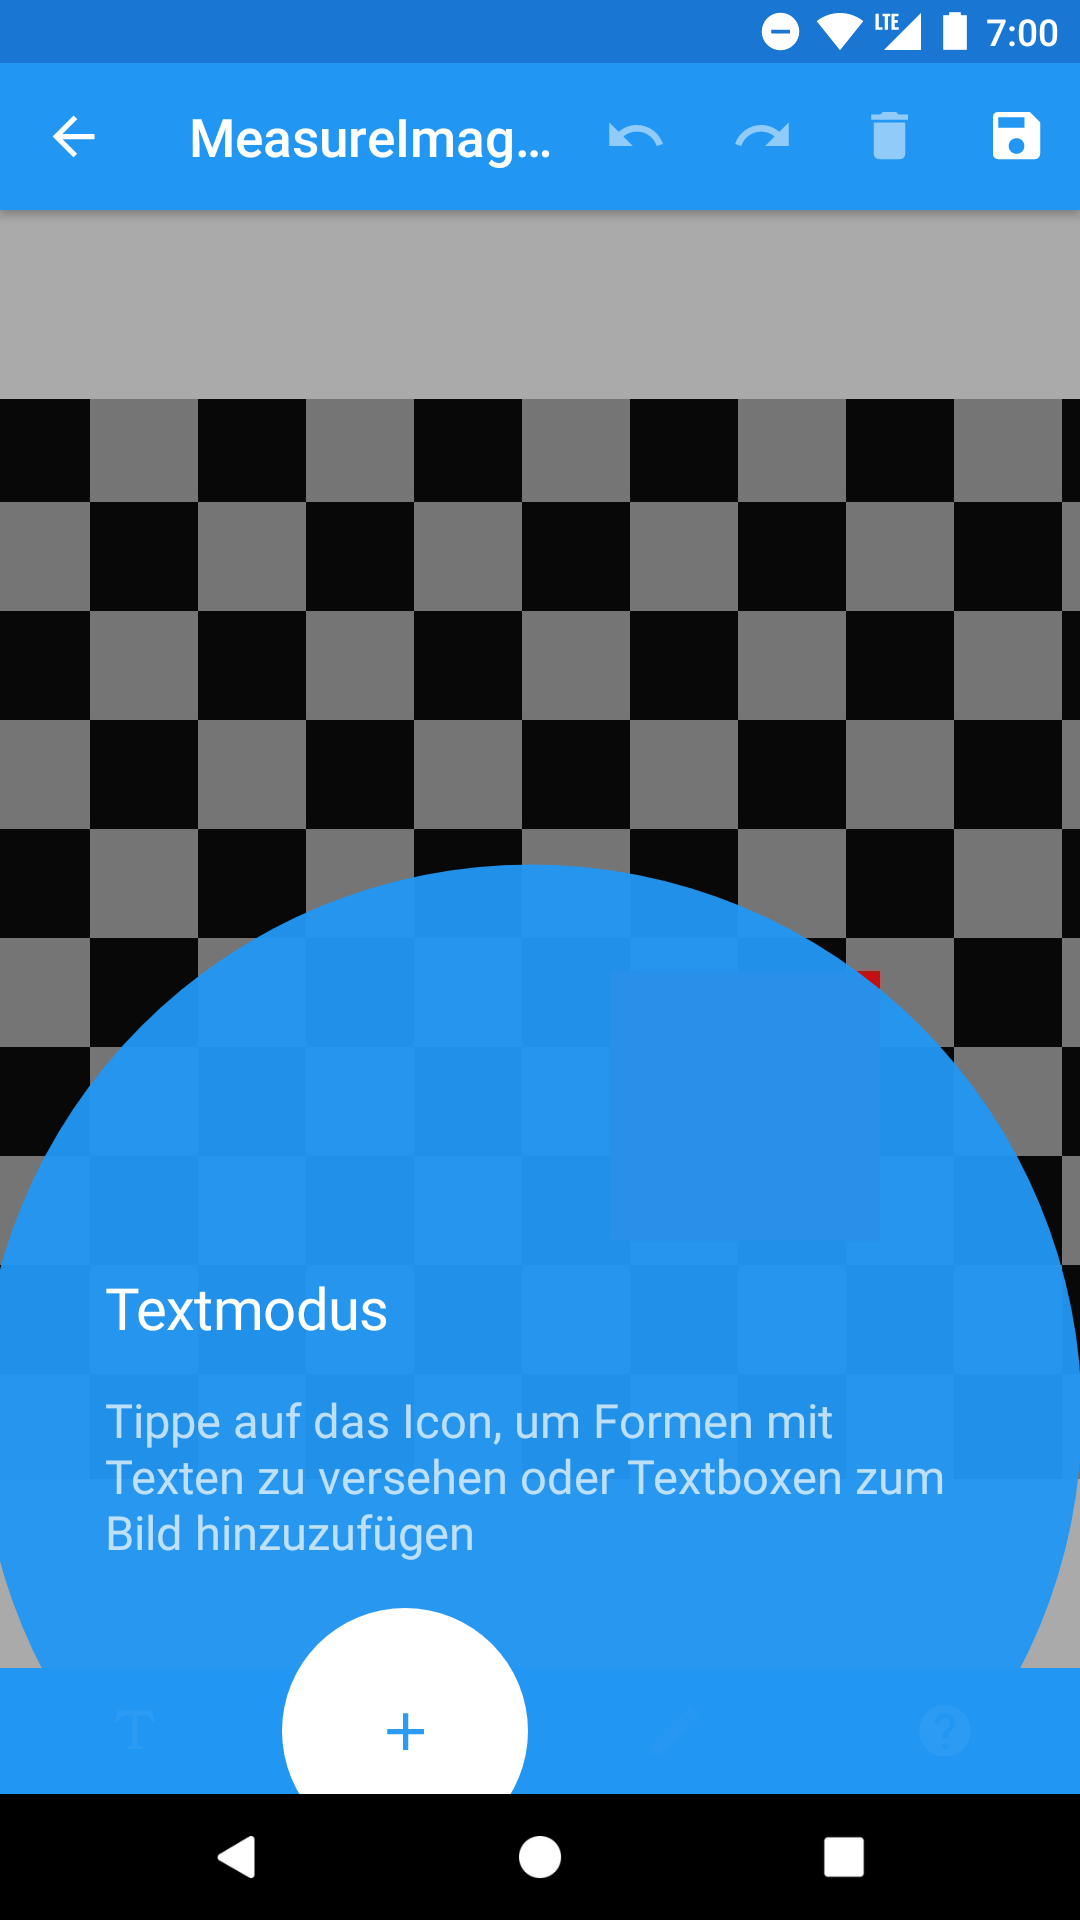 LTE 7:00
MeasureImag...
Textmodus
Tippe auf das Icon, um Formen mit
Texten zu versehen oder Textboxen zum
Bild hinzuzufügen
T + ?